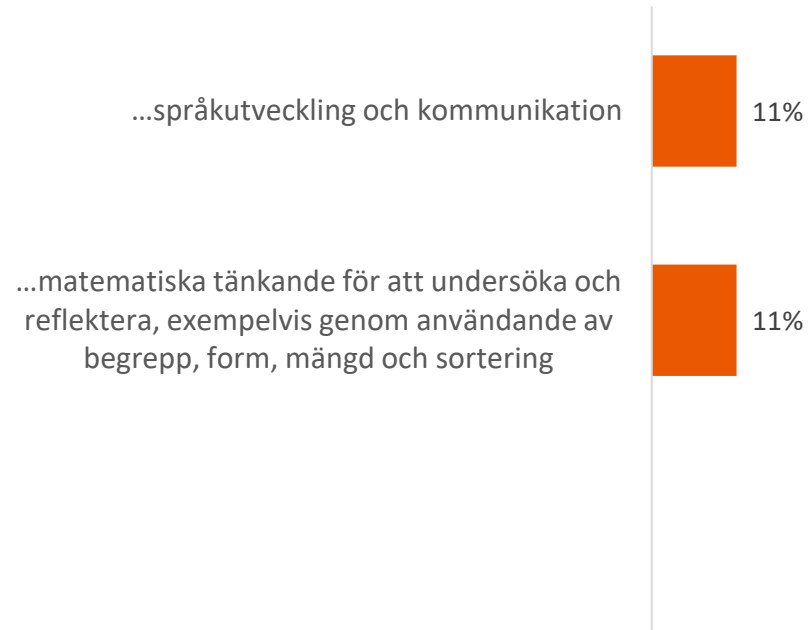 ...språkutveckling och kommunikation
11%
...matematiska tänkande för att undersöka och
reflektera, exempelvis genom användande av
begrepp, form, mängd och sortering
11%